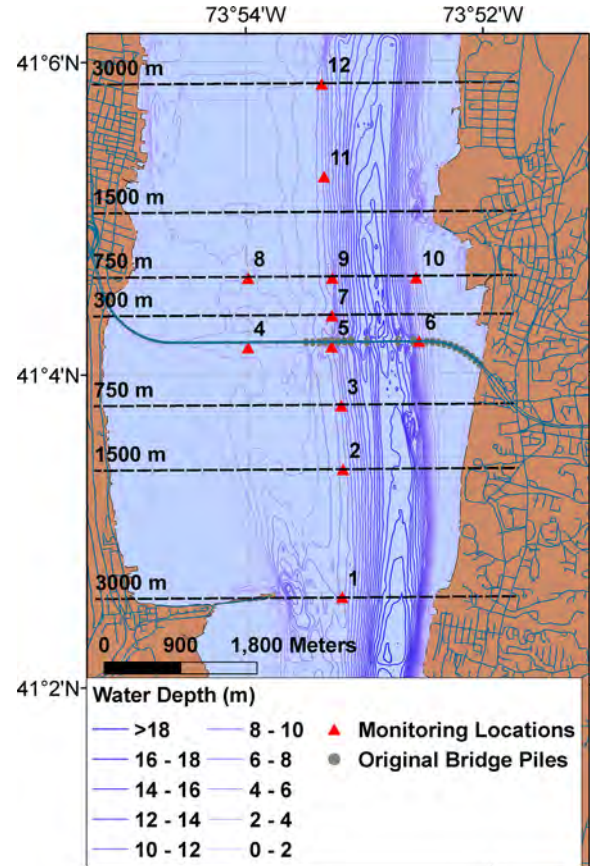 73°54'W 73°52'W
41°6'N
3000 m 12
11
1500 m
750 m 8 9 10
300 m 7
4 5 6
41°4'N
750 m 3
1500 m 2
3000 m 1
0 900 1,800 Meters
41°2'N
Water Depth (m)
>18 8 - 10 Monitoring Locations
16 - 18 6 - 8 Original Bridge Piles
14 - 16 4 - 6
12 - 14 2 - 4
10 - 12 0 - 2